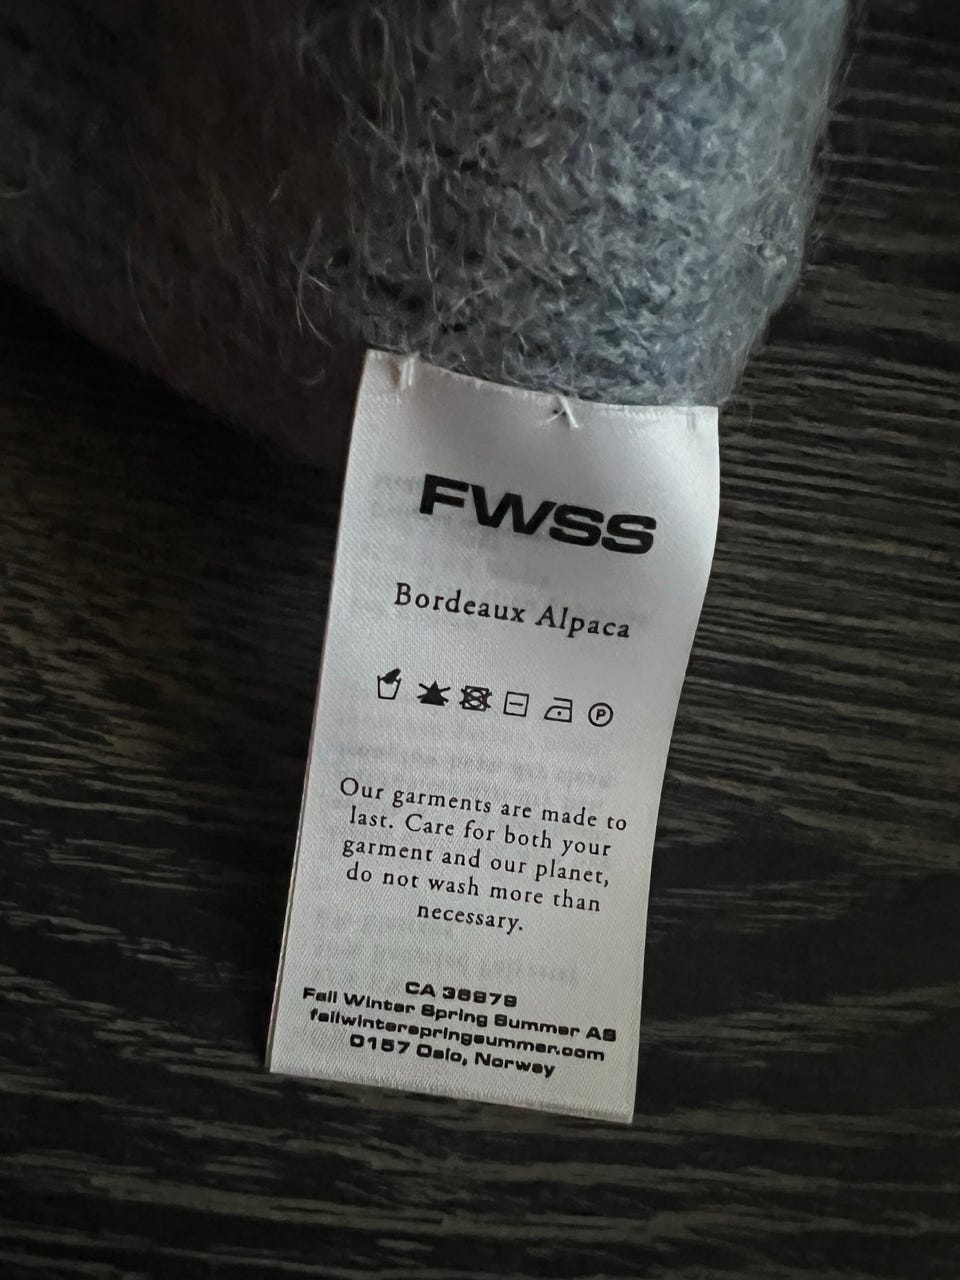 FWSS
Bordeaux Alpaca
P
Our garments are made to
last. Care for both your
garment and our planet,
do not wash more than
necessary.
CA 36979
Fall Winter Spring Summer AS
fallwinterspringsummer.com
0157 Oslo, Norway